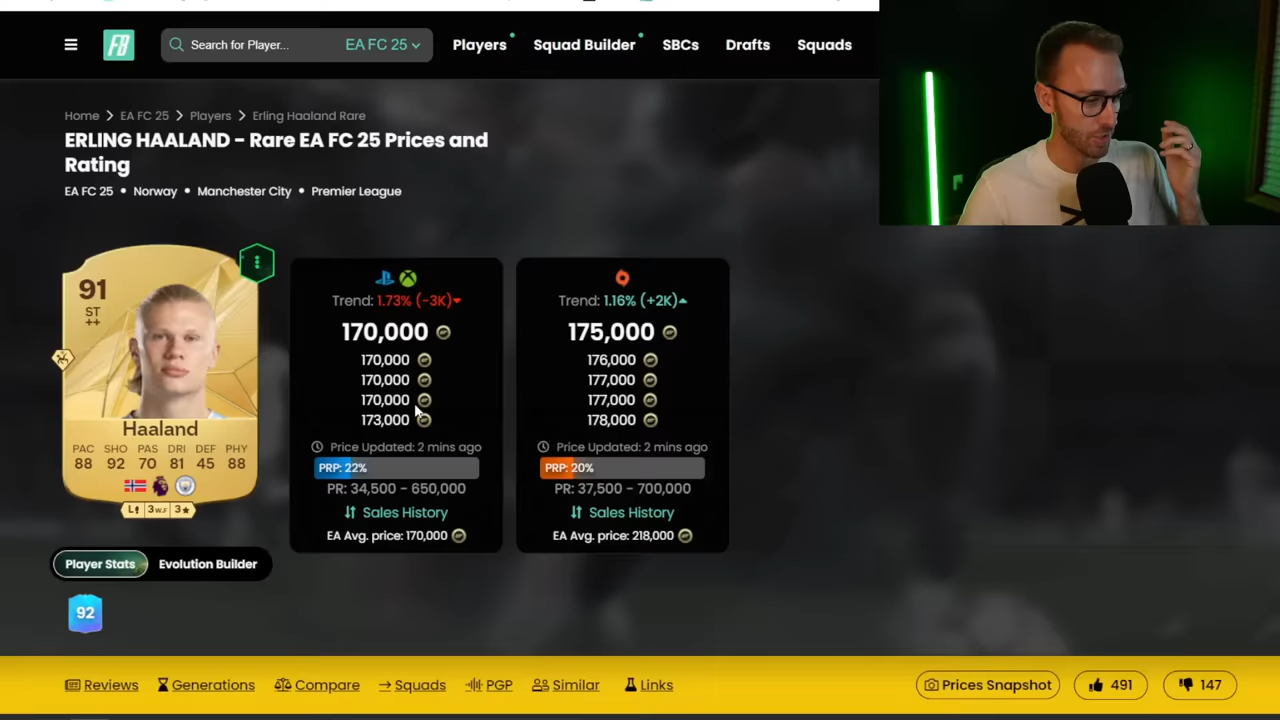 FB
Search for Player...
EA FC 25
Players
Squad Builder
SBCs
Drafts
Squads
Home > EA FC 25 > Players > Erling Haaland Rare
ERLING HAALAND - Rare EA FC 25 Prices and
Rating
EA FC 25 • Norway • Manchester City • Premier League
91
ST
++
Haaland
PAC SHO PAS DRI DEF PHY
88 92 70 81 45 88
L 3 W.F 3★
Trend: 1.73% (-3K)
170,000
170,000
170,000
170,000
173,000
Price Updated: 2 mins ago
PRP: 22%
PR: 34,500 - 650,000
Sales History
EA Avg. price: 170,000
Trend: 1.16% (+2K)
175,000
176,000
177,000
177,000
178,000
Price Updated: 2 mins ago
PRP: 20%
PR: 37,500 - 700,000
Sales History
EA Avg. price: 218,000
Player Stats
Evolution Builder
92
Reviews
Generations
Compare
Squads
PGP
Similar
Links
Prices Snapshot
491
147